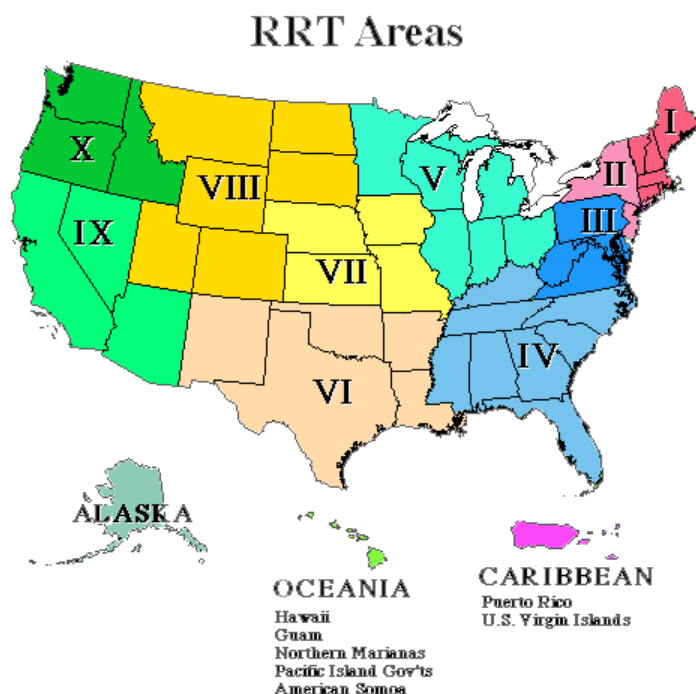 RRT Areas
I
II
X
V
VIII
III
IX
VII
IV
VI
ALASKA
OCEANIA
Hawaii
Guam
Northern Marianas
Pacific Island Gov'ts
American Somoa
CARIBBEAN
Puerto Rico
U.S. Virgin Islands